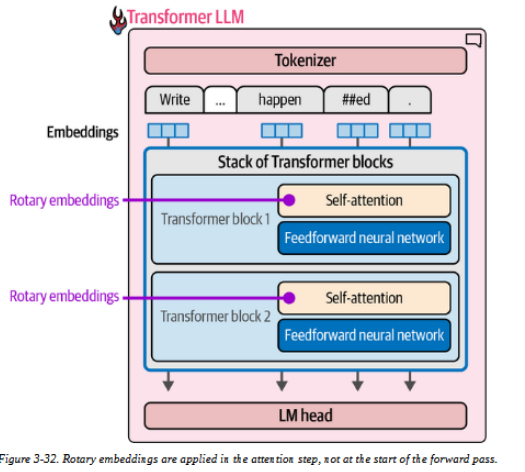 Transformer LLM
Tokenizer
Write ... happen ##ed .
Embeddings
Stack of Transformer blocks
Rotary embeddings
Transformer block 1
Self-attention
Feedforward neural network
Rotary embeddings
Transformer block 2
Self-attention
Feedforward neural network
LM head
Figure 3-32. Rotary embeddings are applied in the attention step, not at the start of the forward pass.